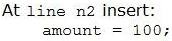 At line n2 insert:
amount = 100;